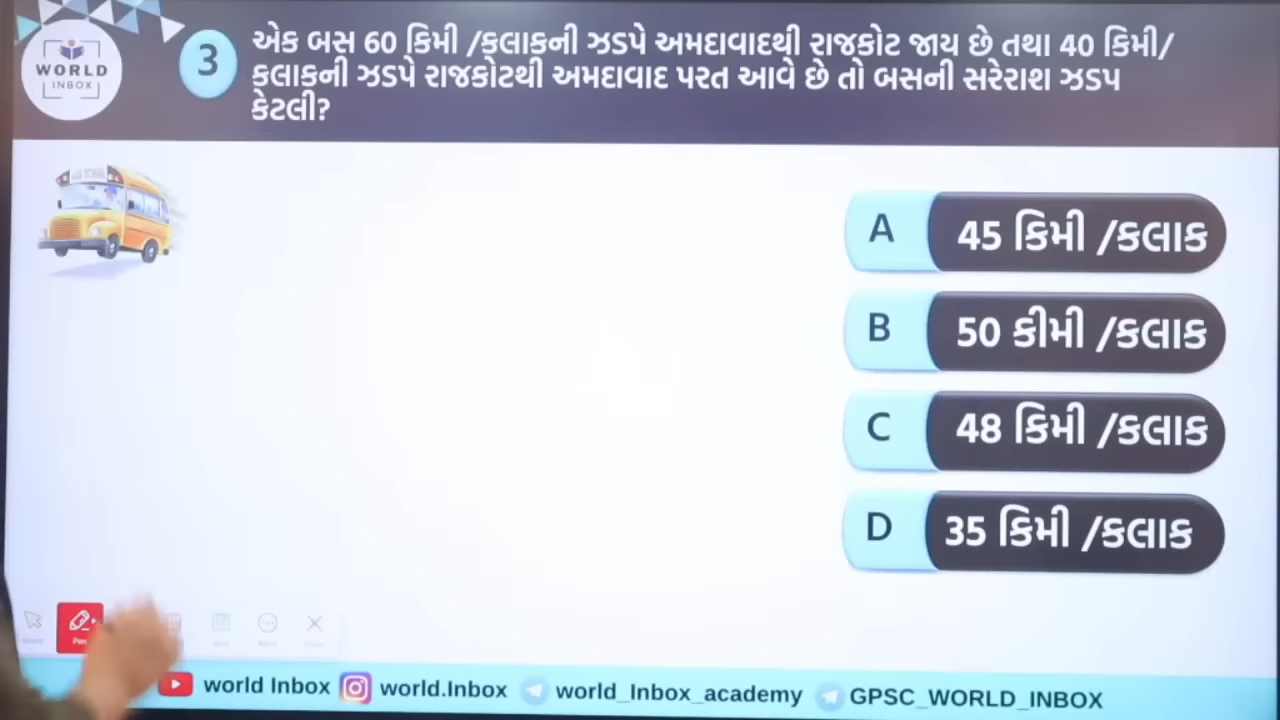 WORLD
INBOX
3
એક બસ 60 કિમી /કલાકની ઝડપે અમદાવાદથી રાજકોટ જાય છે તથા 40 કિમી/
કલાકની ઝડપે રાજકોટથી અમદાવાદ પરત આવે છે તો બસની સરેરાશ ઝડપ
કેટલી?
A 45 કિમી /કલાક
B 50 કીમી /કલાક
C 48 કિમી /કલાક
D 35 કિમી /કલાક
world Inbox world.Inbox world_Inbox_academy GPSC_WORLD_INBOX